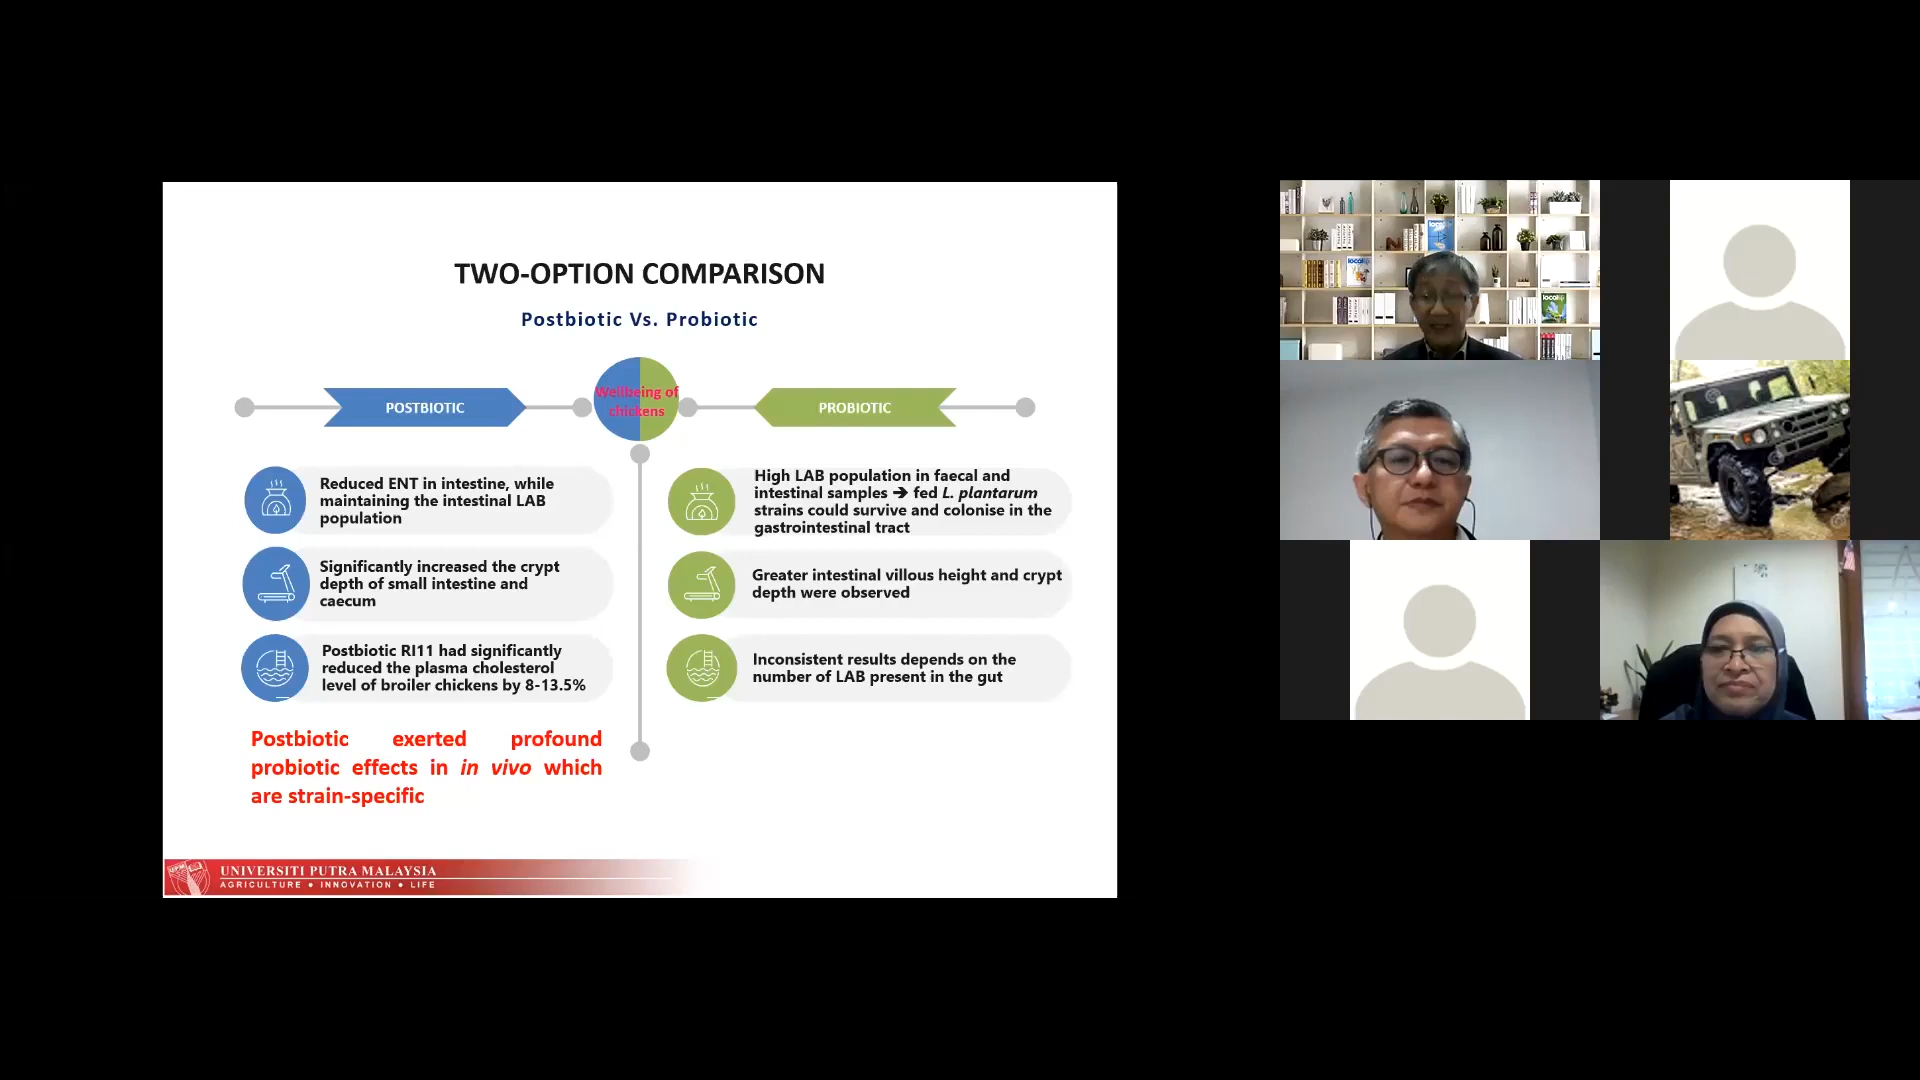 TWO-OPTION COMPARISON
Postbiotic Vs. Probiotic
POSTBIOTIC
Wellbeing of
chickens
PROBIOTIC
Reduced ENT in intestine, while
maintaining the intestinal LAB
population
Significantly increased the crypt
depth of small intestine and
caecum
Postbiotic RI11 had significantly
reduced the plasma cholesterol
level of broiler chickens by 8-13.5%
Postbiotic exerted profound
probiotic effects in in vivo which
are strain-specific
High LAB population in faecal and
intestinal samples ➔ fed L. plantarum
strains could survive and colonise in the
gastrointestinal tract
Greater intestinal villous height and crypt
depth were observed
Inconsistent results depends on the
number of LAB present in the gut
UPM
UNIVERSITI PUTRA MALAYSIA
AGRICULTURE • INNOVATION • LIFE
local
local
local